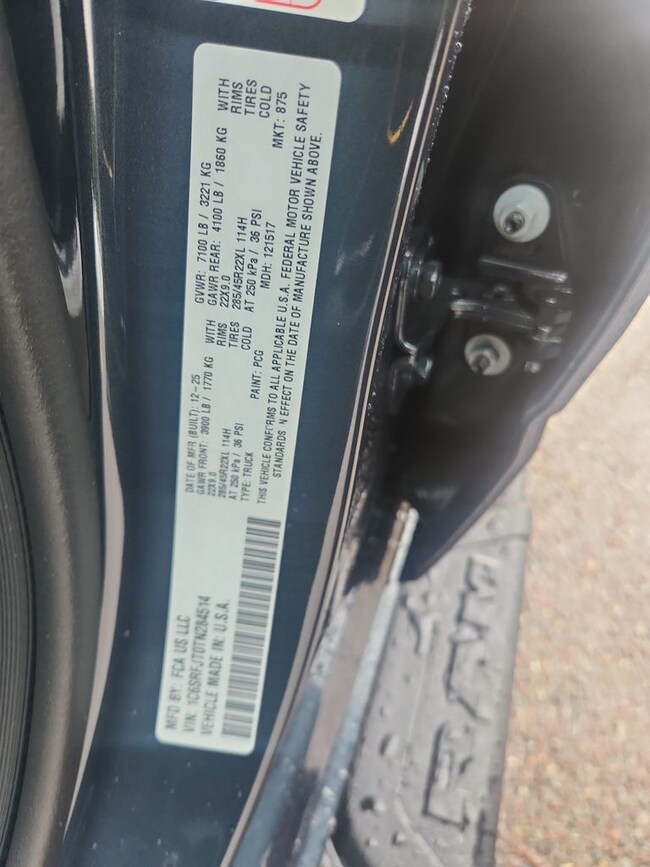 MFD BY: FCA US LLC
DATE OF MFR (BUILT): 12-25
GVWR: 7100 LB / 3221 KG
VIN: 1C6SRFJT0TN284514
GAWR FRONT: 3900 LB / 1770 KG WITH
22X9.0 RIMS
285/45R22XL 114H TIRES
AT 250 kPa / 36 PSI COLD
GAWR REAR: 4100 LB / 1860 KG WITH
22X9.0 RIMS
285/45R22XL 114H TIRES
AT 250 kPa / 36 PSI COLD
VEHICLE MADE IN: U.S.A.
TYPE: TRUCK
PAINT: PCG
MDH: 121517
MKT: 875
THIS VEHICLE CONFORMS TO ALL APPLICABLE U.S.A. FEDERAL MOTOR VEHICLE SAFETY
STANDARDS N EFFECT ON THE DATE OF MANUFACTURE SHOWN ABOVE.
RAM